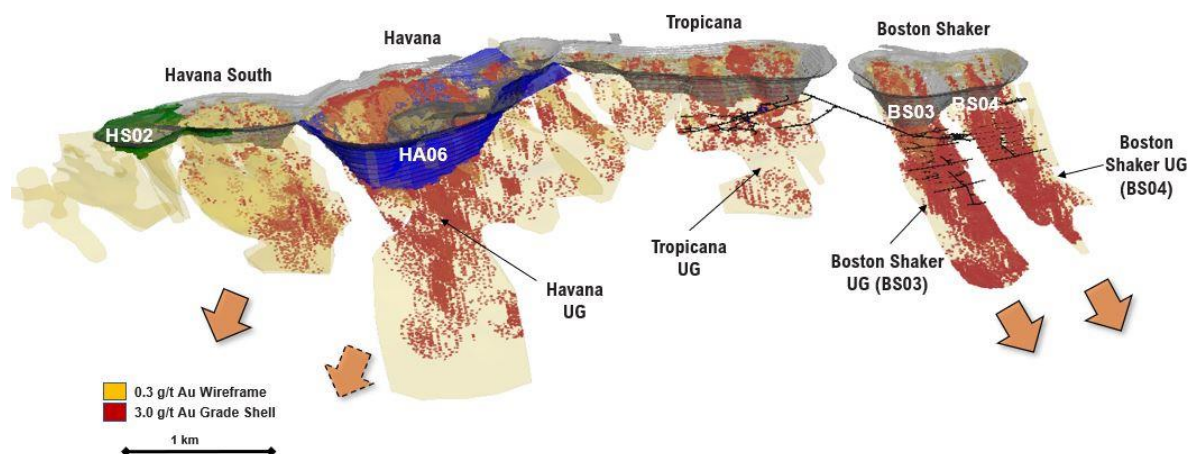 Tropicana
Boston Shaker
Havana
Havana South
HS02
HA06
BS03
BS04
Boston
Shaker UG
(BS04)
Tropicana
UG
Boston Shaker
UG (BS03)
Havana
UG
0.3 g/t Au Wireframe
3.0 g/t Au Grade Shell
1 km